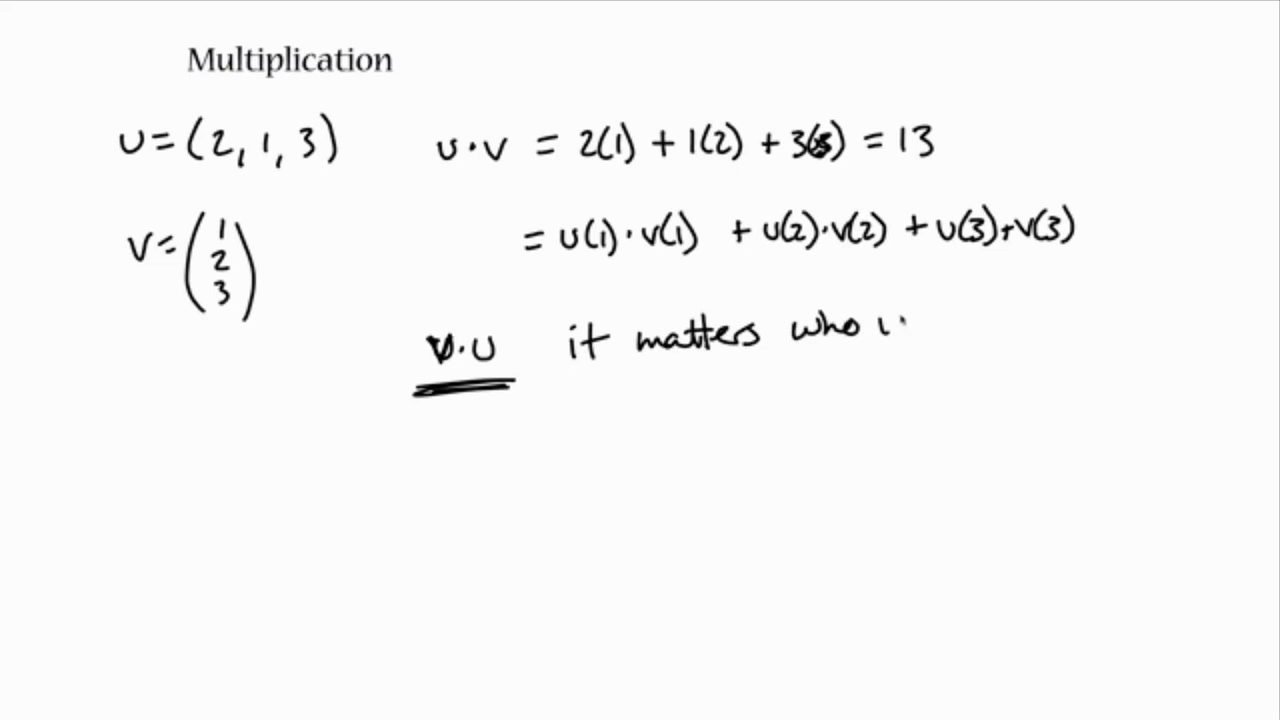 Multiplication
u = (2, 1, 3)
u · v = 2(1) + 1(2) + 3(3) = 13
v = (1 2 3)
= u(1) · v(1) + u(2) · v(2) + u(3) + v(3)
v · u it matters who